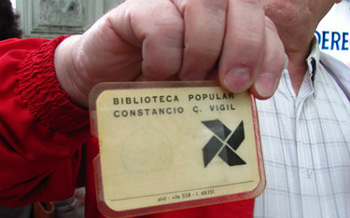 BIBLIOTECA POPULAR
CONSTANCIO C. VIGIL
DERE